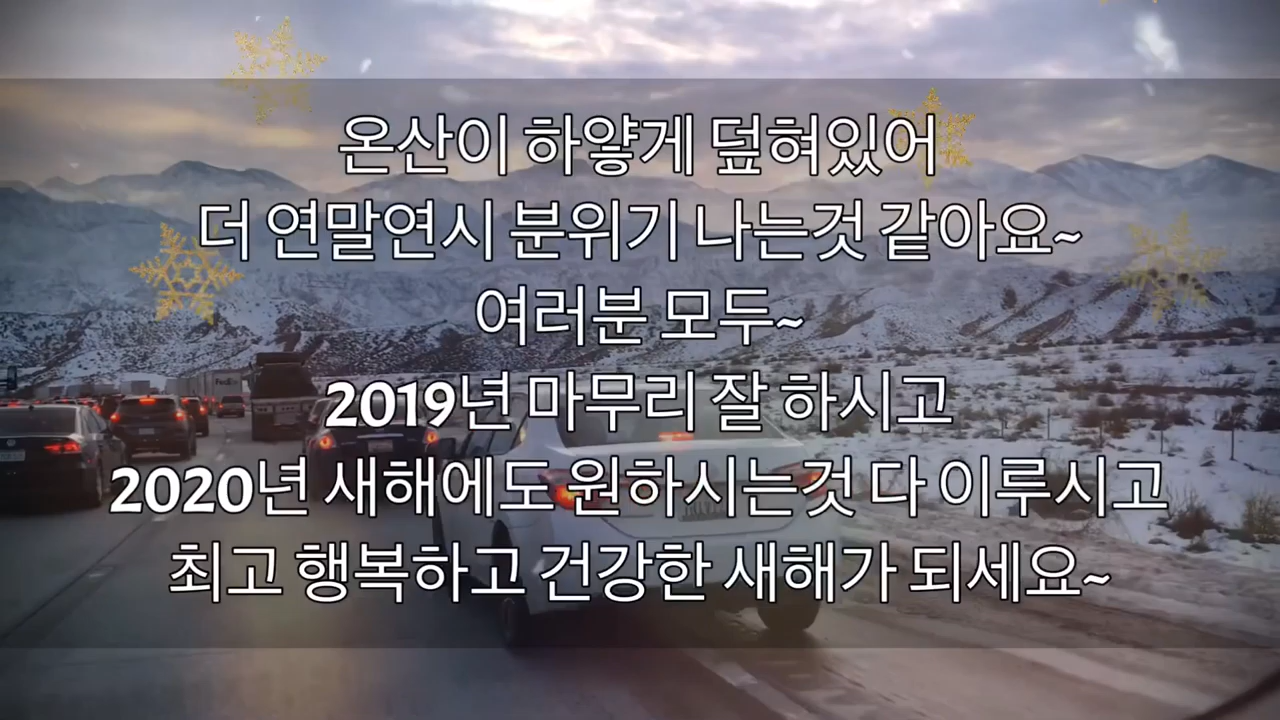 온산이 하얗게 덮혀있어
더 연말연시 분위기 나는것 같아요~
여러분 모두~
2019년 마무리 잘 하시고
2020년 새해에도 원하시는것 다 이루시고
최고 행복하고 건강한 새해가 되세요~
FedEx